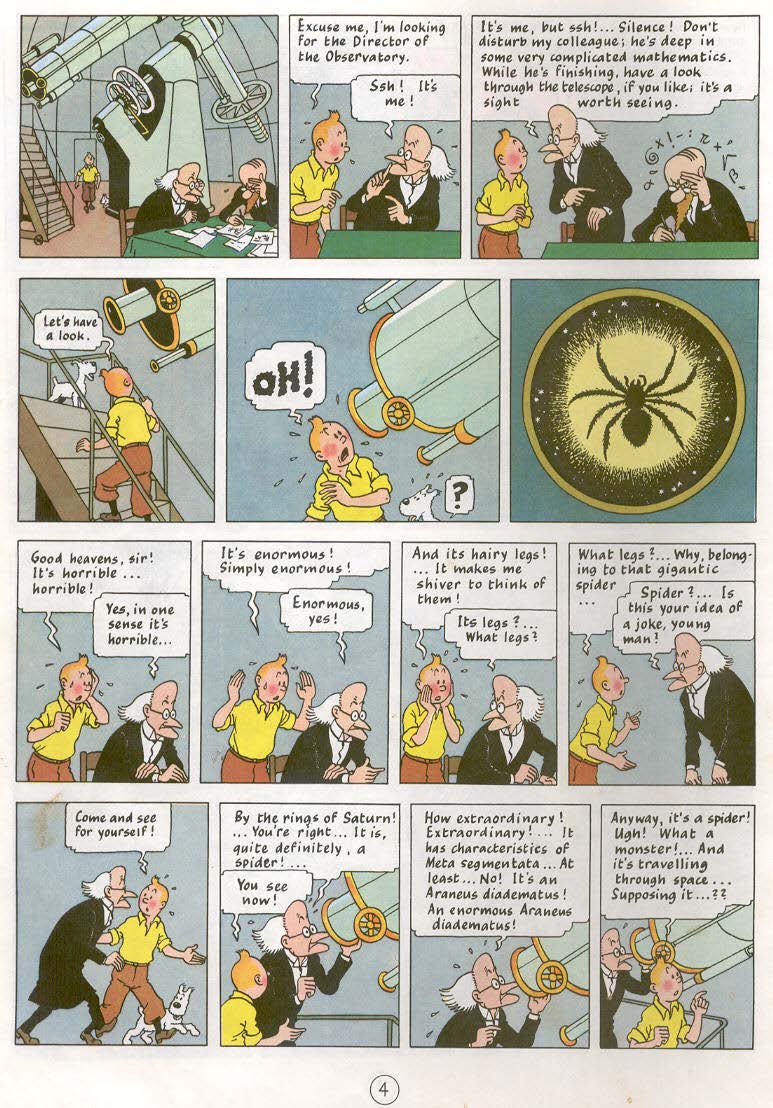 Excuse me, I'm looking
for the Director of
the Observatory.
Ssh! It's
me!
It's me, but ssh!... Silence! Don't
disturb my colleague; he's deep in
some very complicated mathematics.
While he's finishing, have a look
through the telescope, if you like; it's a
sight worth seeing.
Let's have
a look.
OH!
?
Good heavens, sir!
It's horrible ...
horrible!
Yes, in one
sense it's
horrible...
It's enormous!
Simply enormous!
Enormous,
yes!
And its hairy legs!
... It makes me
shiver to think of
them!
Its legs?...
What legs?
What legs?... Why, belong-
ing to that gigantic
spider
...
Spider?... Is
this your idea of
a joke, young
man?
Come and see
for yourself!
By the rings of Saturn!
... You're right... It is,
quite definitely, a
spider!...
You see
now!
How extraordinary!
Extraordinary!... It
has characteristics of
Meta segmentata... At
least... No! It's an
Araneus diadematus!
An enormous Araneus
diadematus!
Anyway, it's a spider!
Ugh! What a
monster!... And
it's travelling
through space...
Supposing it...??
4